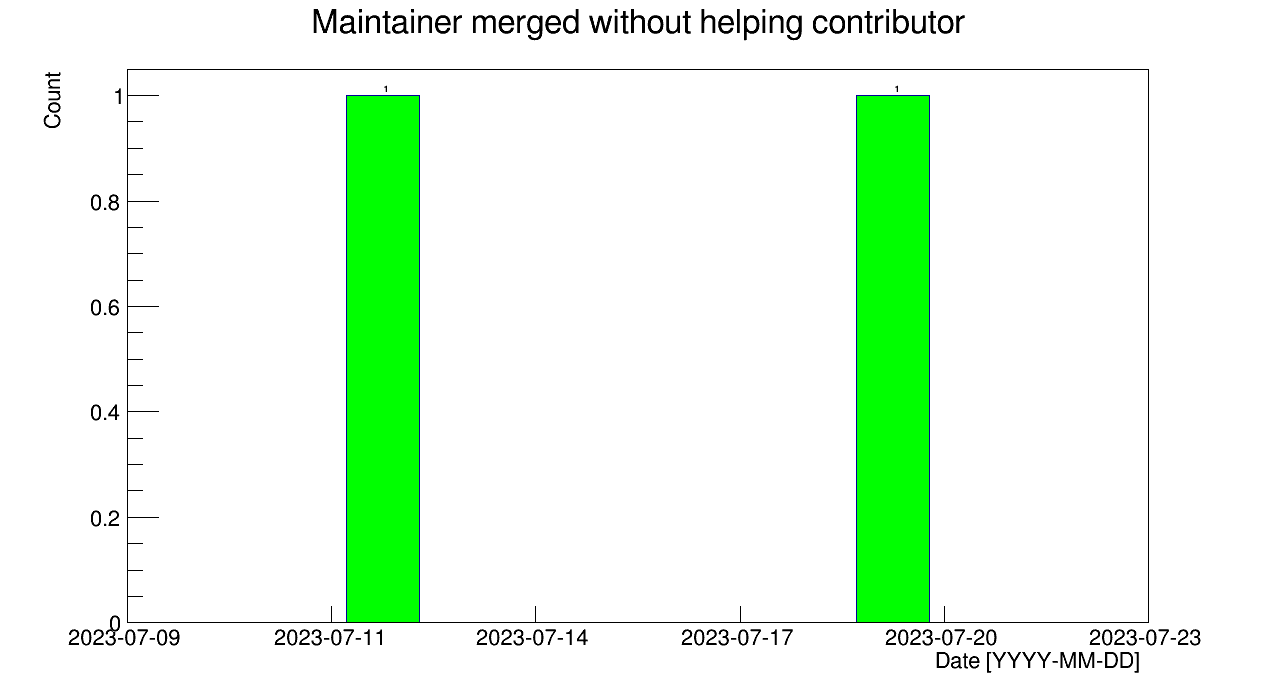 Maintainer merged without helping contributor
Count
1
0.8
0.6
0.4
0.2
0
1
1
2023-07-09 2023-07-11 2023-07-14 2023-07-17 2023-07-20 2023-07-23
Date [YYYY-MM-DD]